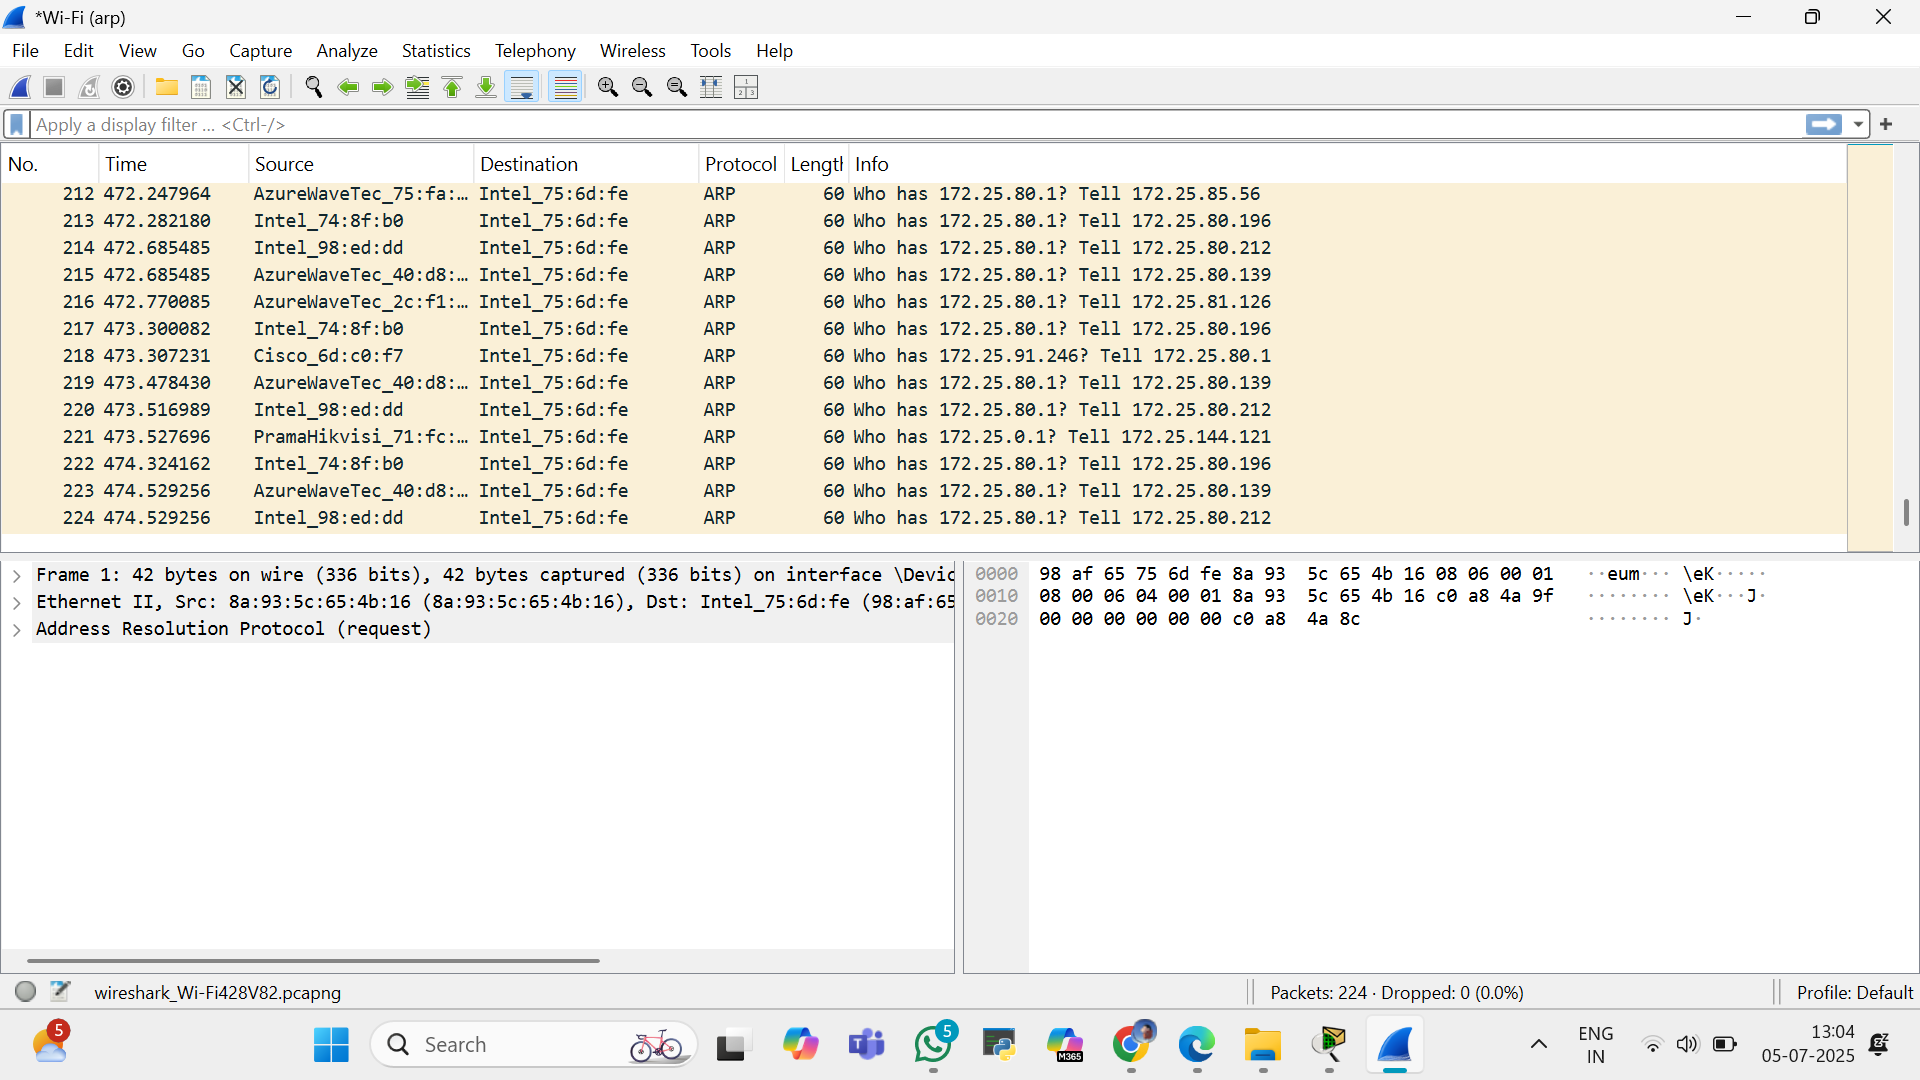 *Wi-Fi (arp)
File Edit View Go Capture Analyze Statistics Telephony Wireless Tools Help
Apply a display filter ... <Ctrl-/>
No. Time Source Destination Protocol Length Info
212 472.247964 AzureWaveTec_75:fa:… Intel_75:6d:fe ARP 60 Who has 172.25.80.1? Tell 172.25.85.56
213 472.282180 Intel_74:8f:b0 Intel_75:6d:fe ARP 60 Who has 172.25.80.1? Tell 172.25.80.196
214 472.685485 Intel_98:ed:dd Intel_75:6d:fe ARP 60 Who has 172.25.80.1? Tell 172.25.80.212
215 472.685485 AzureWaveTec_40:d8:… Intel_75:6d:fe ARP 60 Who has 172.25.80.1? Tell 172.25.80.139
216 472.770085 AzureWaveTec_2c:f1:… Intel_75:6d:fe ARP 60 Who has 172.25.80.1? Tell 172.25.81.126
217 473.300082 Intel_74:8f:b0 Intel_75:6d:fe ARP 60 Who has 172.25.80.1? Tell 172.25.80.196
218 473.307231 Cisco_6d:c0:f7 Intel_75:6d:fe ARP 60 Who has 172.25.91.246? Tell 172.25.80.1
219 473.478430 AzureWaveTec_40:d8:… Intel_75:6d:fe ARP 60 Who has 172.25.80.1? Tell 172.25.80.139
220 473.516989 Intel_98:ed:dd Intel_75:6d:fe ARP 60 Who has 172.25.80.1? Tell 172.25.80.212
221 473.527696 PramaHikvisi_71:fc:… Intel_75:6d:fe ARP 60 Who has 172.25.0.1? Tell 172.25.144.121
222 474.324162 Intel_74:8f:b0 Intel_75:6d:fe ARP 60 Who has 172.25.80.1? Tell 172.25.80.196
223 474.529256 AzureWaveTec_40:d8:… Intel_75:6d:fe ARP 60 Who has 172.25.80.1? Tell 172.25.80.139
224 474.529256 Intel_98:ed:dd Intel_75:6d:fe ARP 60 Who has 172.25.80.1? Tell 172.25.80.212
Frame 1: 42 bytes on wire (336 bits), 42 bytes captured (336 bits) on interface \Devic
Ethernet II, Src: 8a:93:5c:65:4b:16 (8a:93:5c:65:4b:16), Dst: Intel_75:6d:fe (98:af:65
Address Resolution Protocol (request)
0000 98 af 65 75 6d fe 8a 93 5c 65 4b 16 08 06 00 01 ··eum··· \eK·····
0010 08 00 06 04 00 01 8a 93 5c 65 4b 16 c0 a8 4a 9f ········ \eK···J·
0020 00 00 00 00 00 00 c0 a8 4a 8c ········ J·
wireshark_Wi-Fi428V82.pcapng
Packets: 224 · Dropped: 0 (0.0%)
Profile: Default
5
Search
T
5
M365
ENG
IN
13:04
05-07-2025